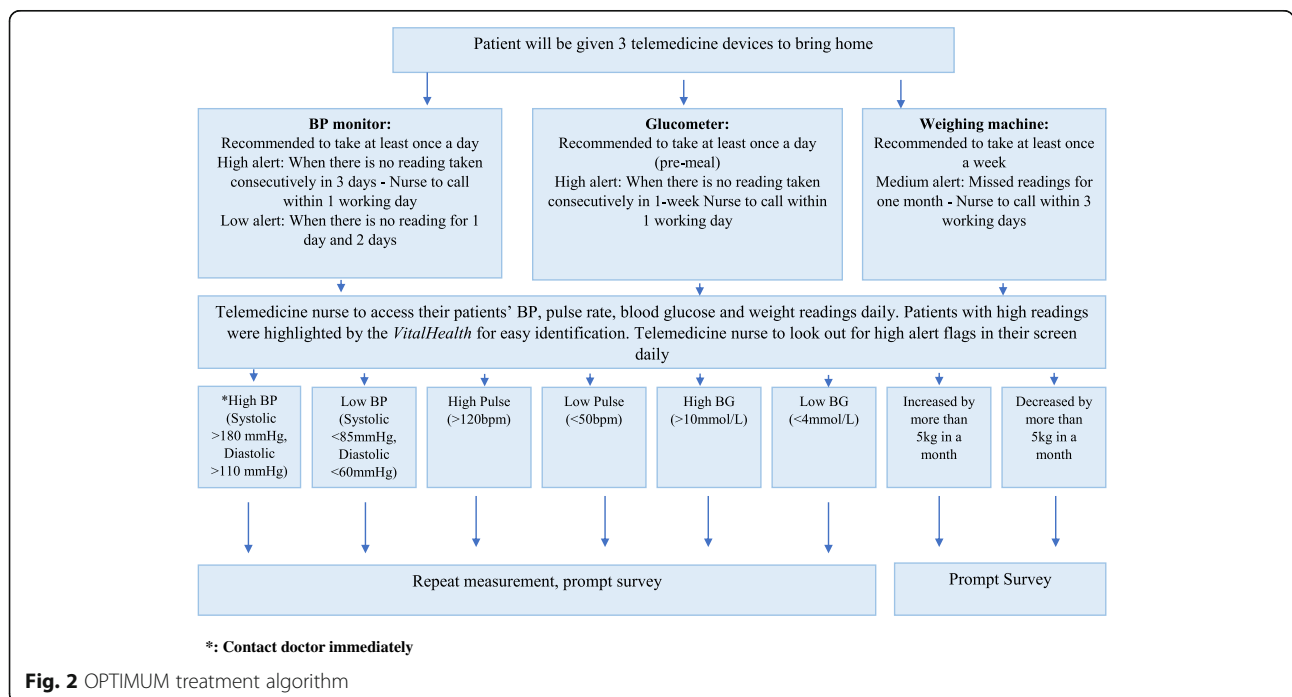 Patient will be given 3 telemedicine devices to bring home
BP monitor:
Recommended to take at least once a day
High alert: When there is no reading taken
consecutively in 3 days - Nurse to call
within 1 working day
Low alert: When there is no reading for 1
day and 2 days
Glucometer:
Recommended to take at least once a day
(pre-meal)
High alert: When there is no reading taken
consecutively in 1-week Nurse to call within
1 working day
Weighing machine:
Recommended to take at least once
a week
Medium alert: Missed readings for
one month - Nurse to call within 3
working days
Telemedicine nurse to access their patients’ BP, pulse rate, blood glucose and weight readings daily. Patients with high readings
were highlighted by the VitalHealth for easy identification. Telemedicine nurse to look out for high alert flags in their screen
daily
*High BP
(Systolic
>180 mmHg,
Diastolic
>110 mmHg)
Low BP
(Systolic
<85mmHg,
Diastolic
<60mmHg)
High Pulse
(>120bpm)
Low Pulse
(<50bpm)
High BG
(>10mmol/L)
Low BG
(<4mmol/L)
Increased by
more than
5kg in a
month
Decreased by
more than
5kg in a
month
Repeat measurement, prompt survey
Prompt Survey
*: Contact doctor immediately
Fig. 2 OPTIMUM treatment algorithm